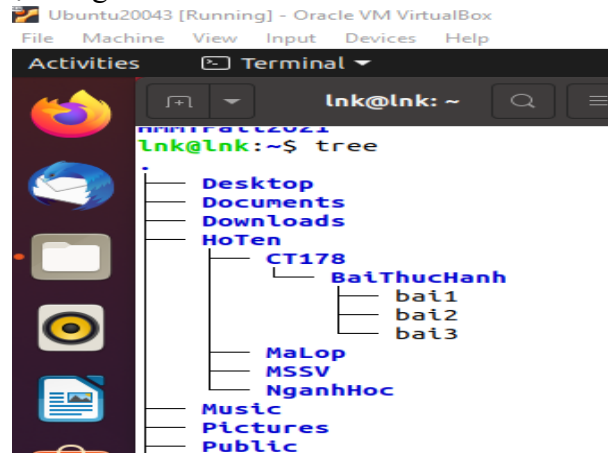 Ubuntu20043 [Running] - Oracle VM VirtualBox
File Machine View Input Devices Help
Activities Terminal
lnk@lnk: ~
lnk@lnk:~$ tree
.
Desktop
Documents
Downloads
HoTen
CT178
BaiThucHanh
bai1
bai2
bai3
MaLop
MSSV
NganhHoc
Music
Pictures
Public